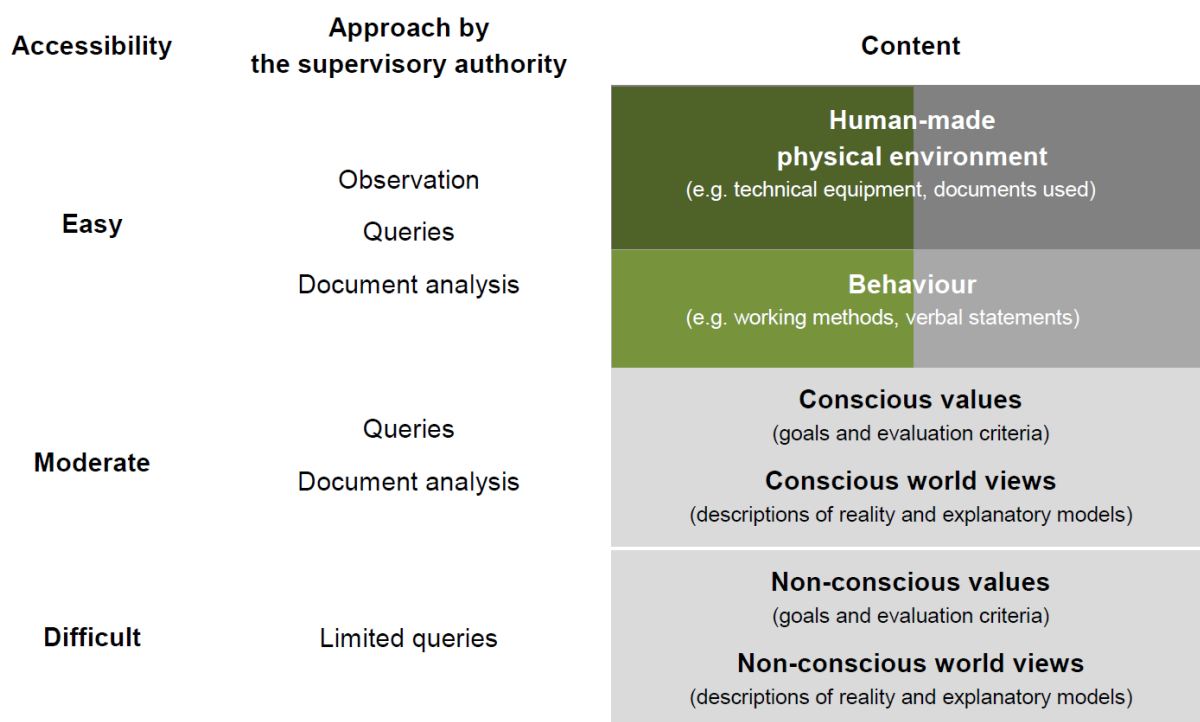 Accessibility
Approach by
the supervisory authority
Content
Easy
Observation
Queries
Document analysis
Human-made
physical environment
(e.g. technical equipment, documents used)
Behaviour
(e.g. working methods, verbal statements)
Moderate
Queries
Document analysis
Conscious values
(goals and evaluation criteria)
Conscious world views
(descriptions of reality and explanatory models)
Difficult
Limited queries
Non-conscious values
(goals and evaluation criteria)
Non-conscious world views
(descriptions of reality and explanatory models)